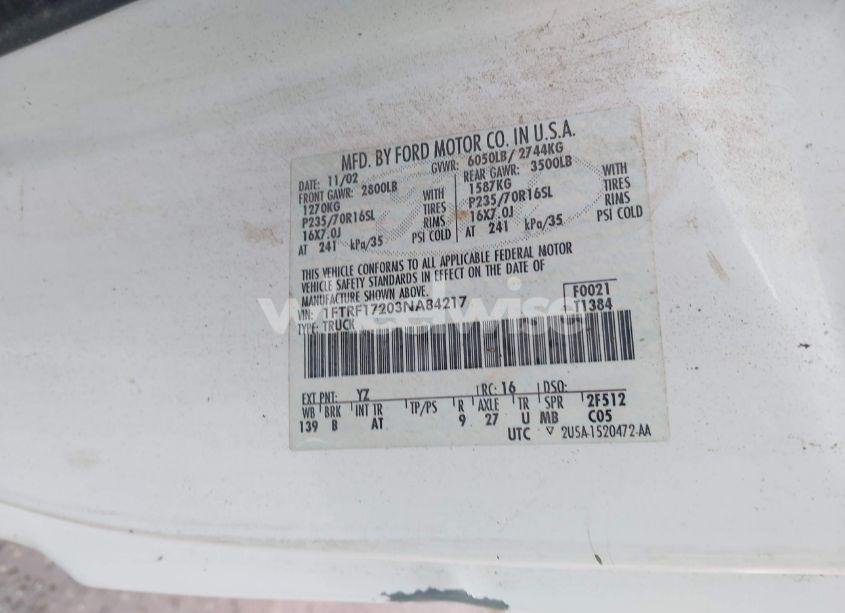 MFD. BY FORD MOTOR CO. IN U.S.A.
DATE: 11/02 GVWR: 6050LB/ 2744KG
FRONT GAWR: 2800LB REAR GAWR: 3500LB
1270KG WITH 1587KG WITH
P235/70R16SL TIRES P235/70R16SL TIRES
16X7.0J RIMS 16X7.0J RIMS
AT 241 kPa/35 PSI COLD AT 241 kPa/35 PSI COLD
THIS VEHICLE CONFORMS TO ALL APPLICABLE FEDERAL MOTOR
VEHICLE SAFETY STANDARDS IN EFFECT ON THE DATE OF
MANUFACTURE SHOWN ABOVE. F0021
VIN: 1FTRF17203NA84217 T1384
TYPE: TRUCK
wheelwise
EXT PNT: YZ RC: 16 DSO:
WB BRK INT TR TP/PS R AXLE TR SPR 2F512
139 B AT 9 27 U MB C05
UTC ▽ 2U5A-1520472-AA